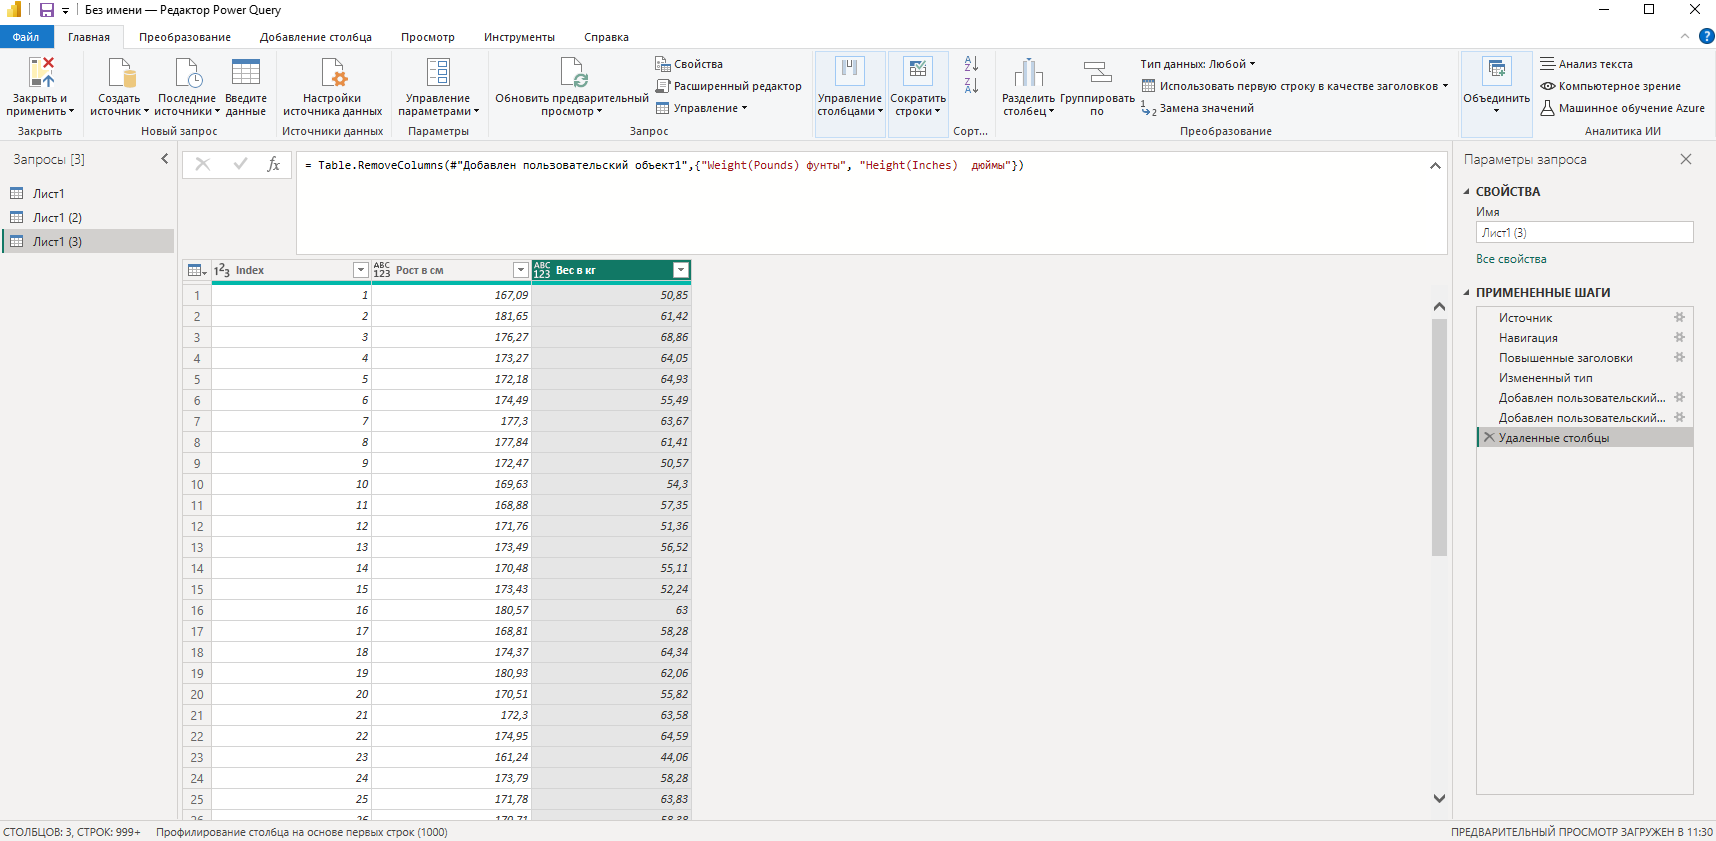 Без имени — Редактор Power Query
Файл Главная Преобразование Добавление столбца Просмотр Инструменты Справка
Закрыть и применить
Закрыть
Создать источник
Последние источники
Введите данные
Новый запрос
Настройки источника данных
Источники данных
Управление параметрами
Параметры
Обновить предварительный просмотр
Свойства
Расширенный редактор
Управление
Запрос
Управление столбцами
Сократить строки
Сорт...
Разделить столбец
Группировать по
Тип данных: Любой
Использовать первую строку в качестве заголовков
Замена значений
Преобразование
Объединить
Анализ текста
Компьютерное зрение
Машинное обучение Azure
Аналитика ИИ
Запросы [3]
Лист1
Лист1 (2)
Лист1 (3)
fx
= Table.RemoveColumns(#"Добавлен пользовательский объект1",{"Weight(Pounds) фунты", "Height(Inches)  дюймы"})
123 Index ABC 123 Рост в см ABC 123 Вес в кг
1 1 167,09 50,85
2 2 181,65 61,42
3 3 176,27 68,86
4 4 173,27 64,05
5 5 172,18 64,93
6 6 174,49 55,49
7 7 177,3 63,67
8 8 177,84 61,41
9 9 172,47 50,57
10 10 169,63 54,3
11 11 168,88 57,35
12 12 171,76 51,36
13 13 173,49 56,52
14 14 170,48 55,11
15 15 173,43 52,24
16 16 180,57 63
17 17 168,81 58,28
18 18 174,37 64,34
19 19 180,93 62,06
20 20 170,51 55,82
21 21 172,3 63,58
22 22 174,95 64,59
23 23 161,24 44,06
24 24 173,79 58,28
25 25 171,78 63,83
26 26 170,71 58,38
Параметры запроса
СВОЙСТВА
Имя
Лист1 (3)
Все свойства
ПРИМЕНЕННЫЕ ШАГИ
Источник
Навигация
Повышенные заголовки
Измененный тип
Добавлен пользовательский...
Добавлен пользовательский...
Удаленные столбцы
СТОЛБЦОВ: 3, СТРОК: 999+ Профилирование столбца на основе первых строк (1000)
ПРЕДВАРИТЕЛЬНЫЙ ПРОСМОТР ЗАГРУЖЕН В 11:30